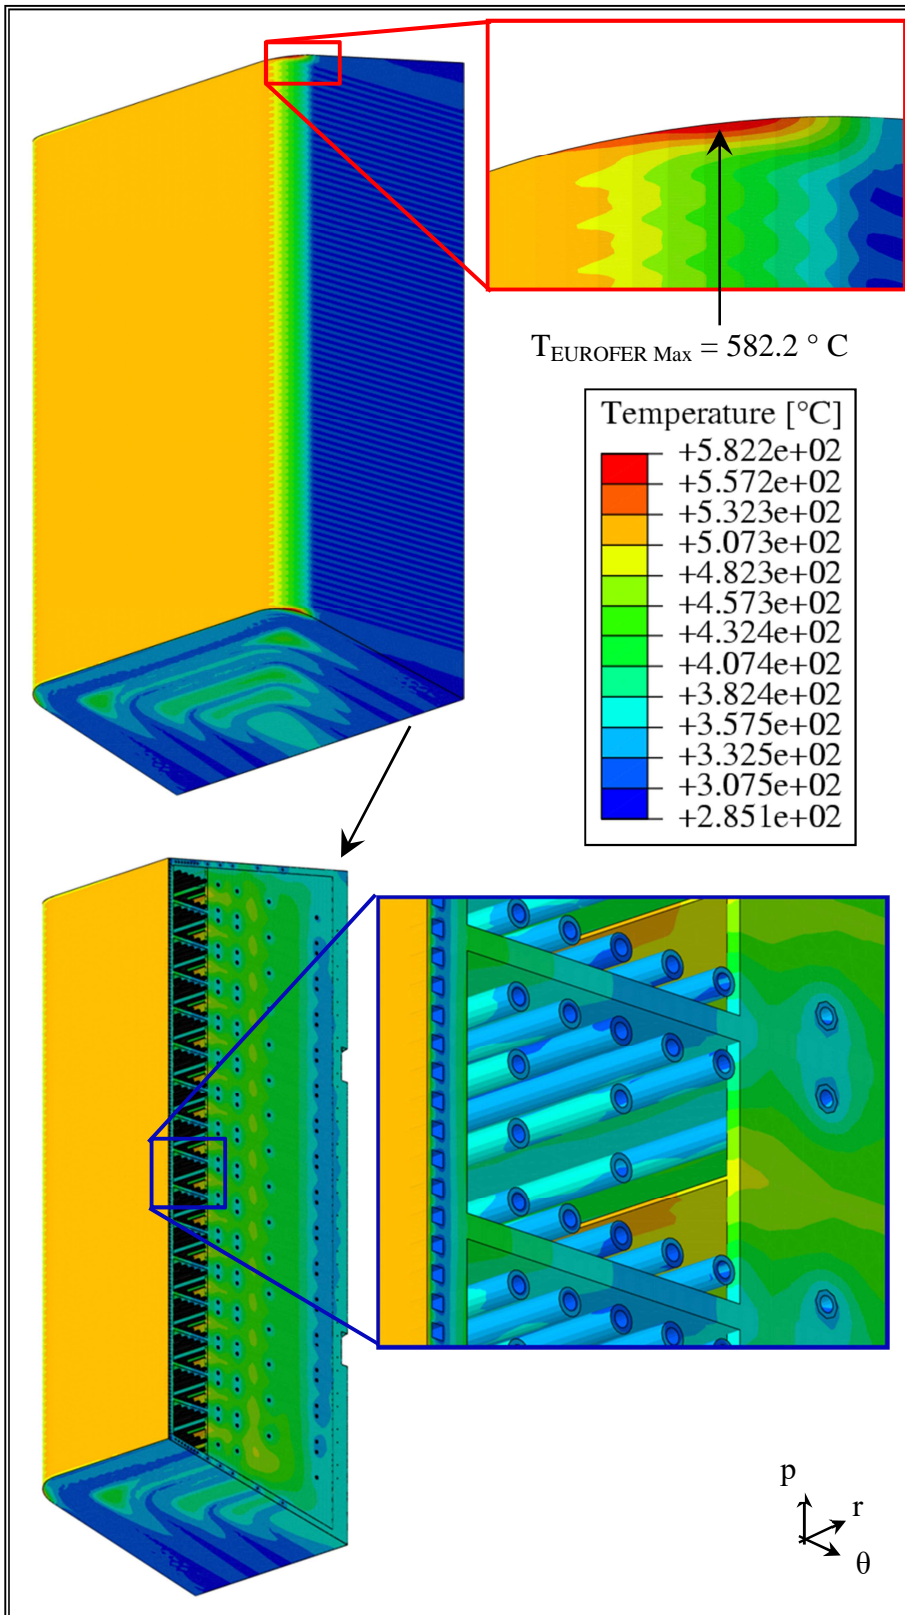 T_EUROFER Max = 582.2 ° C
Temperature [°C]
+5.822e+02
+5.572e+02
+5.323e+02
+5.073e+02
+4.823e+02
+4.573e+02
+4.324e+02
+4.074e+02
+3.824e+02
+3.575e+02
+3.325e+02
+3.075e+02
+2.851e+02
p
r
θ